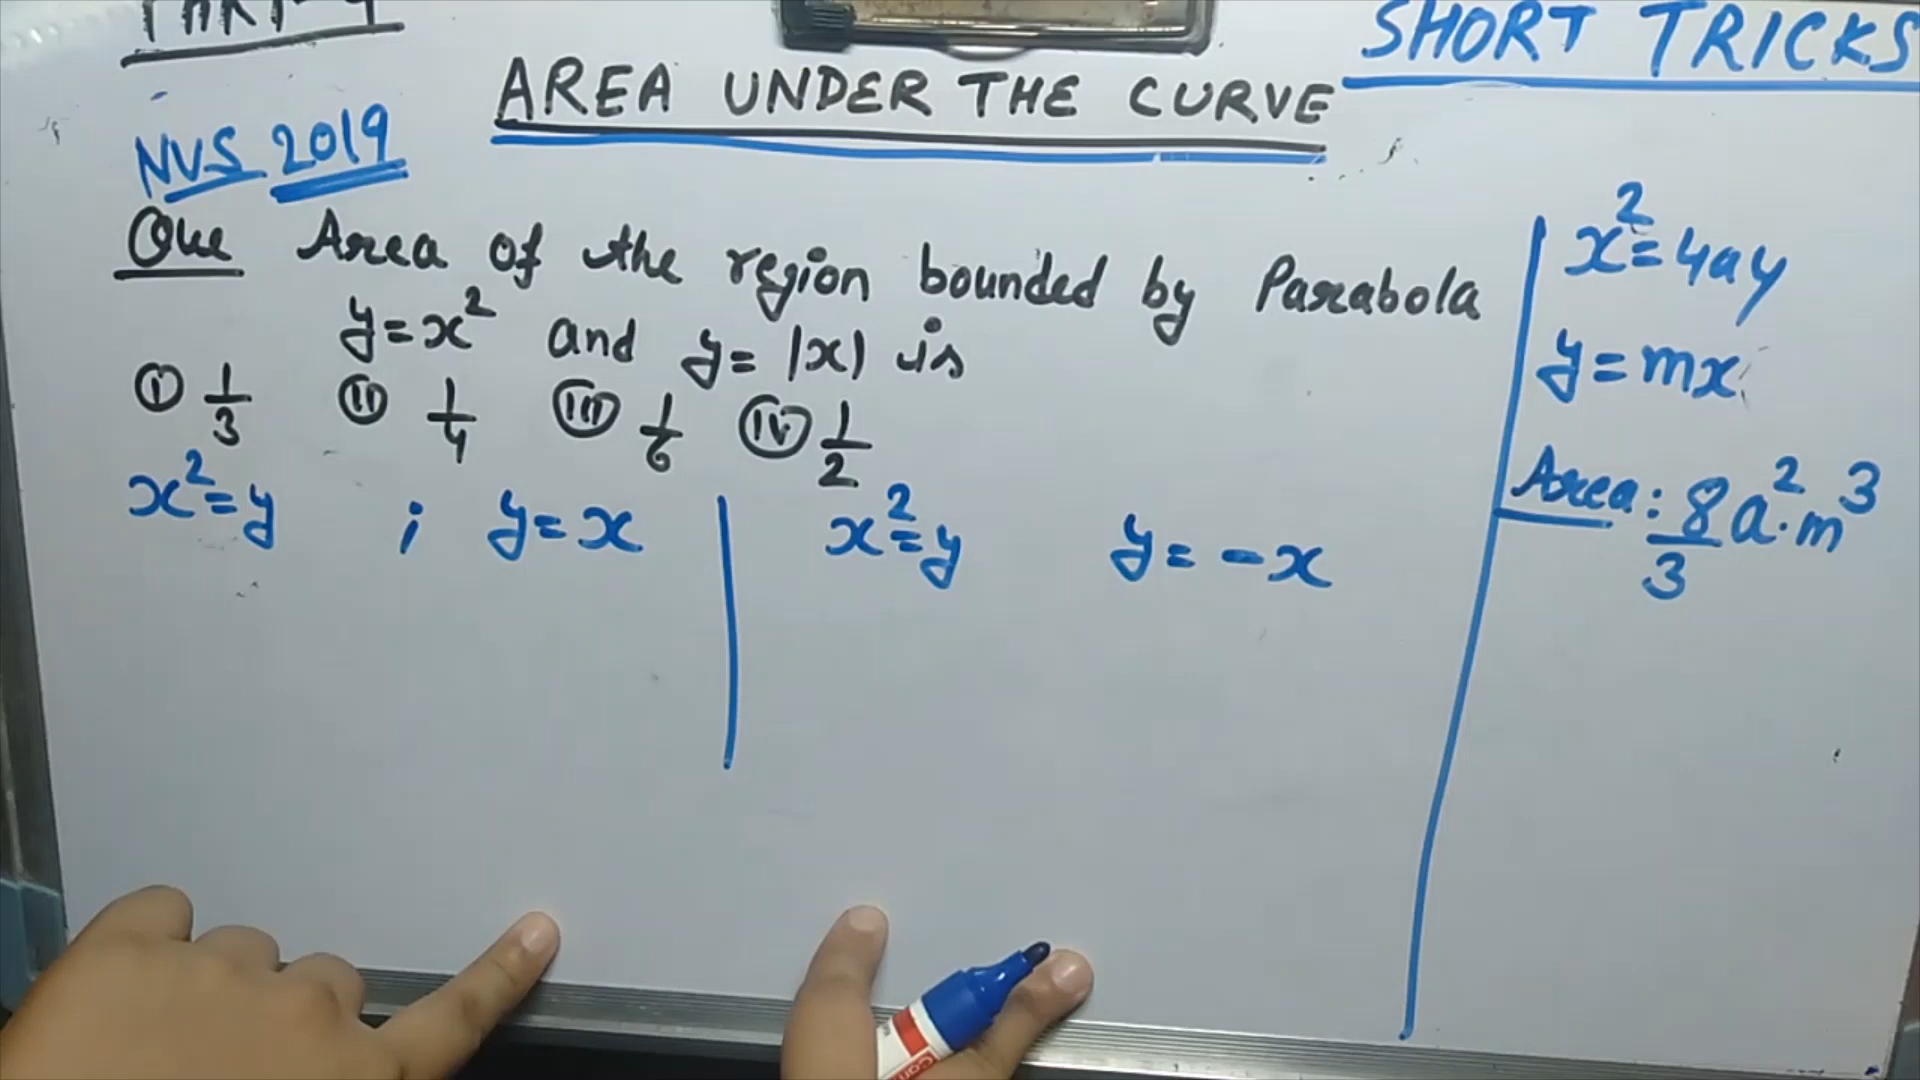 PART-4
SHORT TRICKS
AREA UNDER THE CURVE
NVS 2019
Que Area of the region bounded by Parabola
y=x² and y=|x| is
(i) 1/3 (ii) 1/4 (iii) 1/6 (iv) 1/2
x²=y ; y=x
x²=y y=-x
x²=4ay
y=mx
Area: 8/3 a².m³